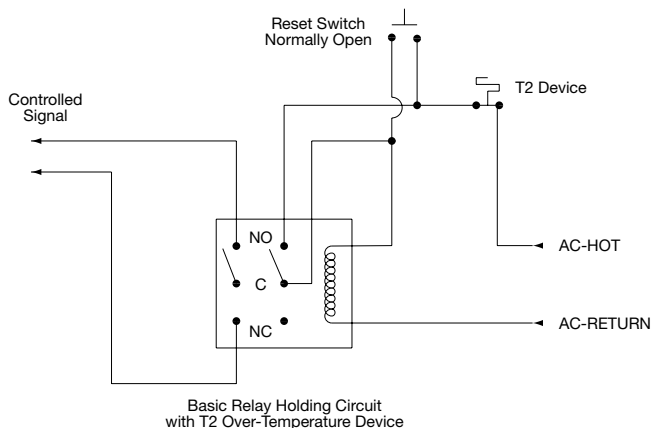 Reset Switch
Normally Open
T2 Device
Controlled
Signal
NO
AC-HOT
C
AC-RETURN
NC
Basic Relay Holding Circuit
with T2 Over-Temperature Device